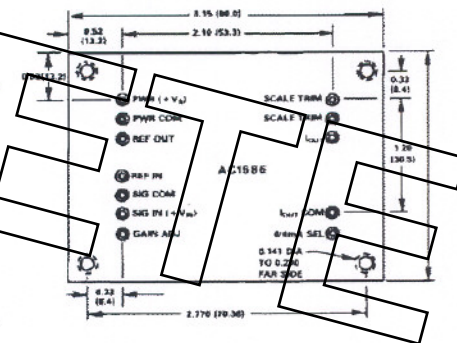 3.15 (80.0)
0.52
(13.2)
2.10 (53.3)
0.33
(8.4)
PWR (+VS)
PWR COM
REF OUT
REF IN
SIG COM
SIG IN (+VIN)
GAIN ADJ
AC1586
SCALE TRIM
SCALE TRIM
IOUT
1.20
(30.5)
IOUT COM
SEL
0.141 DIA
TO 0.250
FAR SIDE
0.33
(8.4)
2.770 (70.36)